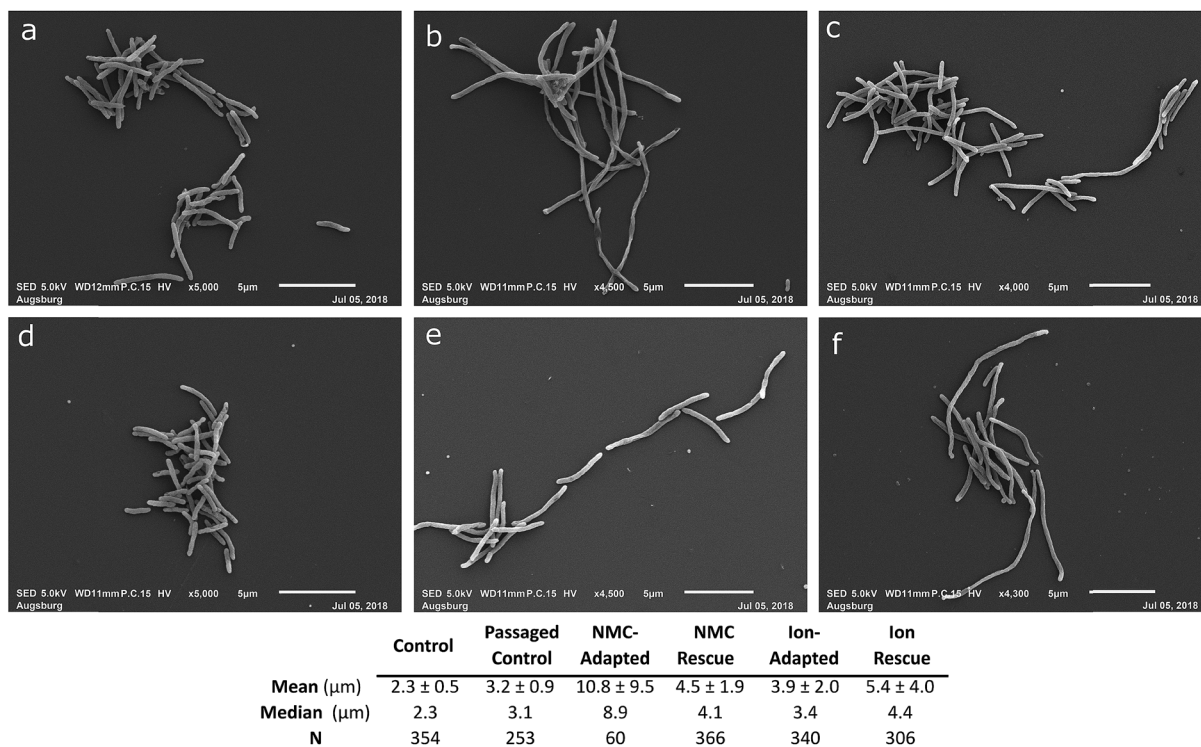 a
SED 5.0kV WD12mmP.C.15 HV x5,000 5µm
Augsburg Jul 05, 2018
b
SED 5.0kV WD11mmP.C.15 HV x4,500 5µm
Augsburg Jul 05, 2018
c
SED 5.0kV WD11mmP.C.15 HV x4,000 5µm
Augsburg Jul 05, 2018
d
SED 5.0kV WD11mmP.C.15 HV x5,000 5µm
Augsburg Jul 05, 2018
e
SED 5.0kV WD11mmP.C.15 HV x4,500 5µm
Augsburg Jul 05, 2018
f
SED 5.0kV WD11mmP.C.15 HV x4,300 5µm
Augsburg Jul 05, 2018
Control Passaged Control NMC-Adapted NMC Rescue Ion-Adapted Ion Rescue
Mean (µm) 2.3 ± 0.5 3.2 ± 0.9 10.8 ± 9.5 4.5 ± 1.9 3.9 ± 2.0 5.4 ± 4.0
Median (µm) 2.3 3.1 8.9 4.1 3.4 4.4
N 354 253 60 366 340 306